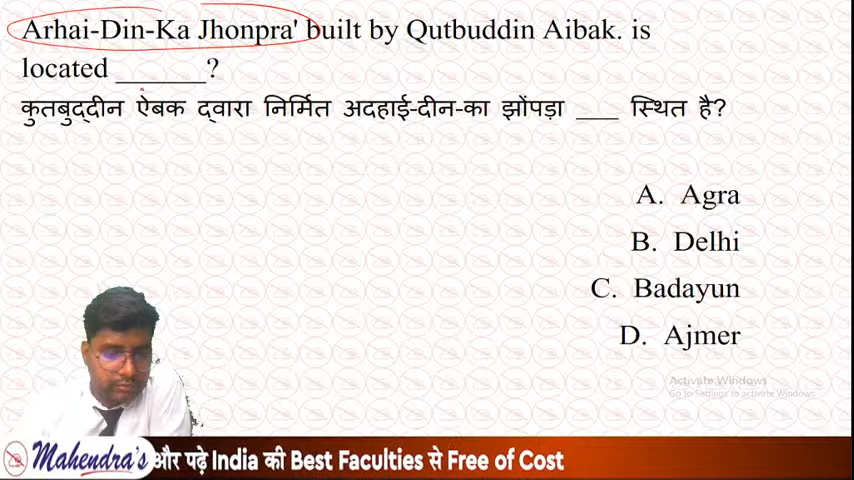 Arhai-Din-Ka Jhonpra' built by Qutbuddin Aibak. is
located ______?
कुतबुद्दीन ऐबक द्वारा निर्मित अदहाई-दीन-का झोंपड़ा ___ स्थित है?
A. Agra
B. Delhi
C. Badayun
D. Ajmer
Activate Windows
Go to Settings to activate Windows.
Mahendra's और पढ़े India की Best Faculties से Free of Cost